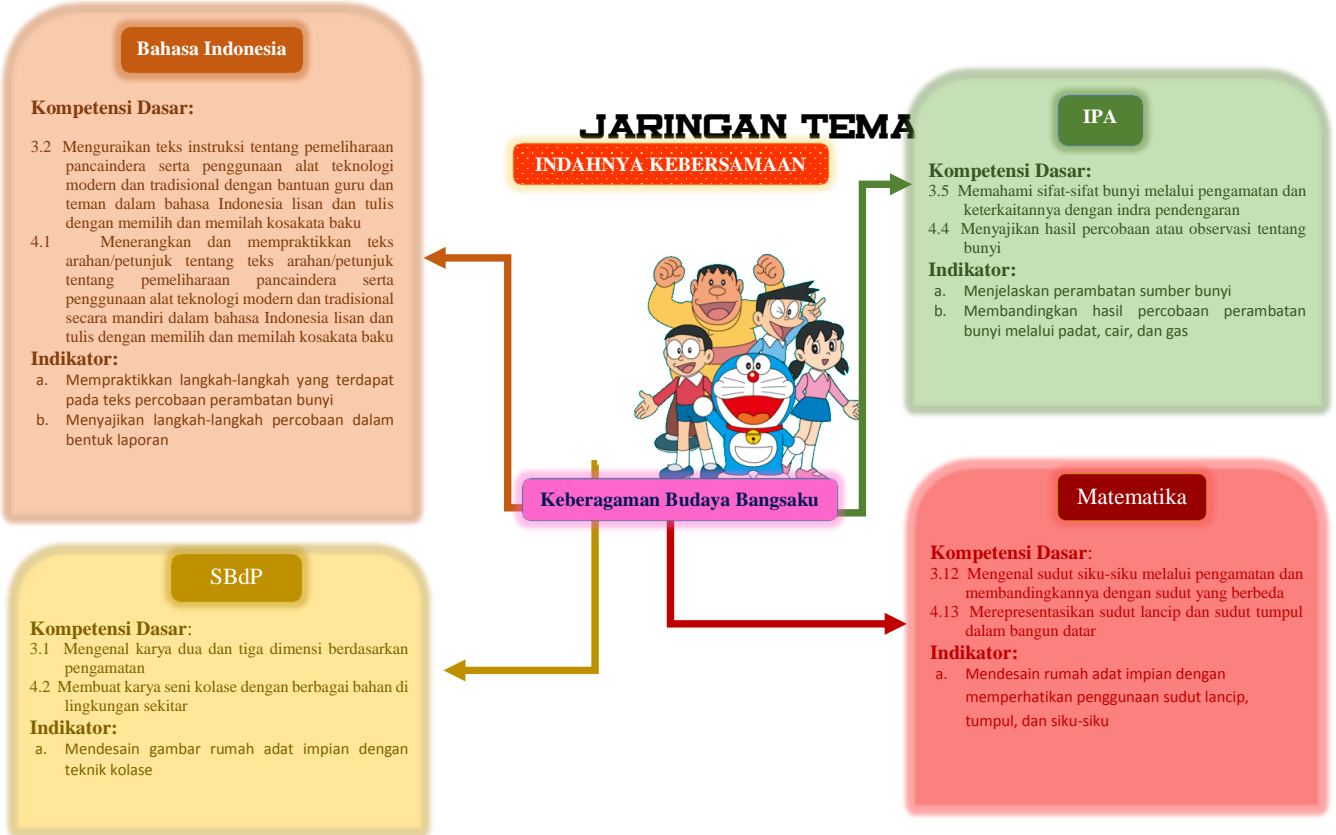 JARINGAN TEMA
INDAHNYA KEBERSAMAAN
Bahasa Indonesia
Kompetensi Dasar:
3.2 Menguraikan teks instruksi tentang pemeliharaan
pancaindera serta penggunaan alat teknologi
modern dan tradisional dengan bantuan guru dan
teman dalam bahasa Indonesia lisan dan tulis
dengan memilih dan memilah kosakata baku
4.1 Menerangkan dan mempraktikkan teks
arahan/petunjuk tentang teks arahan/petunjuk
tentang pemeliharaan pancaindera serta
penggunaan alat teknologi modern dan tradisional
secara mandiri dalam bahasa Indonesia lisan dan
tulis dengan memilih dan memilah kosakata baku
Indikator:
a. Mempraktikkan langkah-langkah yang terdapat
pada teks percobaan perambatan bunyi
b. Menyajikan langkah-langkah percobaan dalam
bentuk laporan
IPA
Kompetensi Dasar:
3.5 Memahami sifat-sifat bunyi melalui pengamatan dan
keterkaitannya dengan indra pendengaran
4.4 Menyajikan hasil percobaan atau observasi tentang
bunyi
Indikator:
a. Menjelaskan perambatan sumber bunyi
b. Membandingkan hasil percobaan perambatan
bunyi melalui padat, cair, dan gas
Keberagaman Budaya Bangsaku
SBdP
Kompetensi Dasar:
3.1 Mengenal karya dua dan tiga dimensi berdasarkan
pengamatan
4.2 Membuat karya seni kolase dengan berbagai bahan di
lingkungan sekitar
Indikator:
a. Mendesain gambar rumah adat impian dengan
teknik kolase
Matematika
Kompetensi Dasar:
3.12 Mengenal sudut siku-siku melalui pengamatan dan
membandingkannya dengan sudut yang berbeda
4.13 Merepresentasikan sudut lancip dan sudut tumpul
dalam bangun datar
Indikator:
a. Mendesain rumah adat impian dengan
memperhatikan penggunaan sudut lancip,
tumpul, dan siku-siku